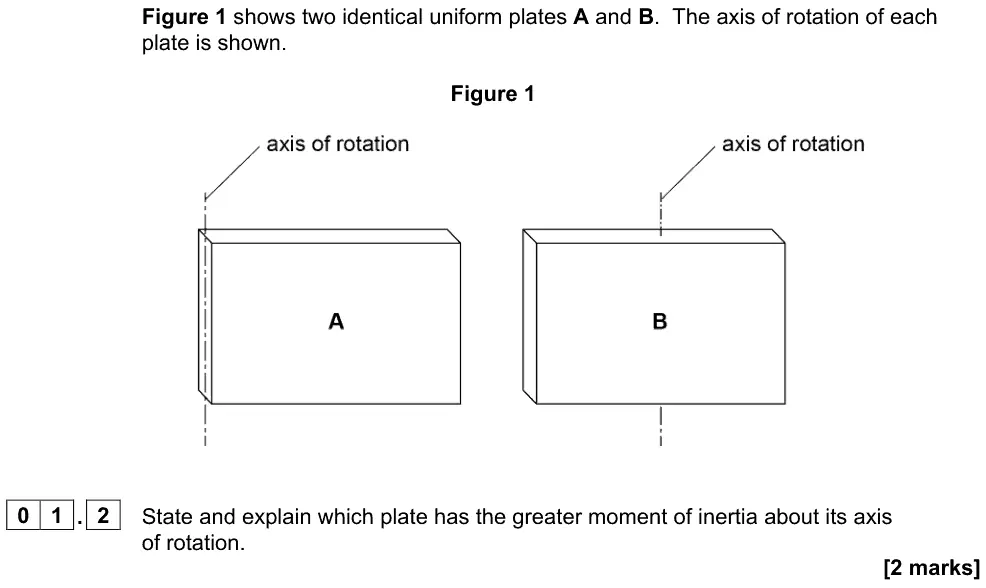 Figure 1 shows two identical uniform plates A and B. The axis of rotation of each
plate is shown.
Figure 1
axis of rotation
axis of rotation
A
B
0 1 . 2 State and explain which plate has the greater moment of inertia about its axis
of rotation.
[2 marks]